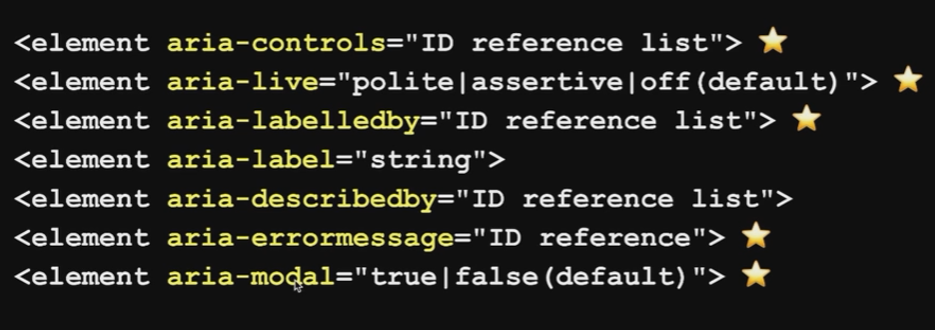 <element aria-controls="ID reference list"> ⭐
<element aria-live="polite|assertive|off(default)"> ⭐
<element aria-labelledby="ID reference list"> ⭐
<element aria-label="string">
<element aria-describedby="ID reference list">
<element aria-errormessage="ID reference"> ⭐
<element aria-modal="true|false(default)"> ⭐